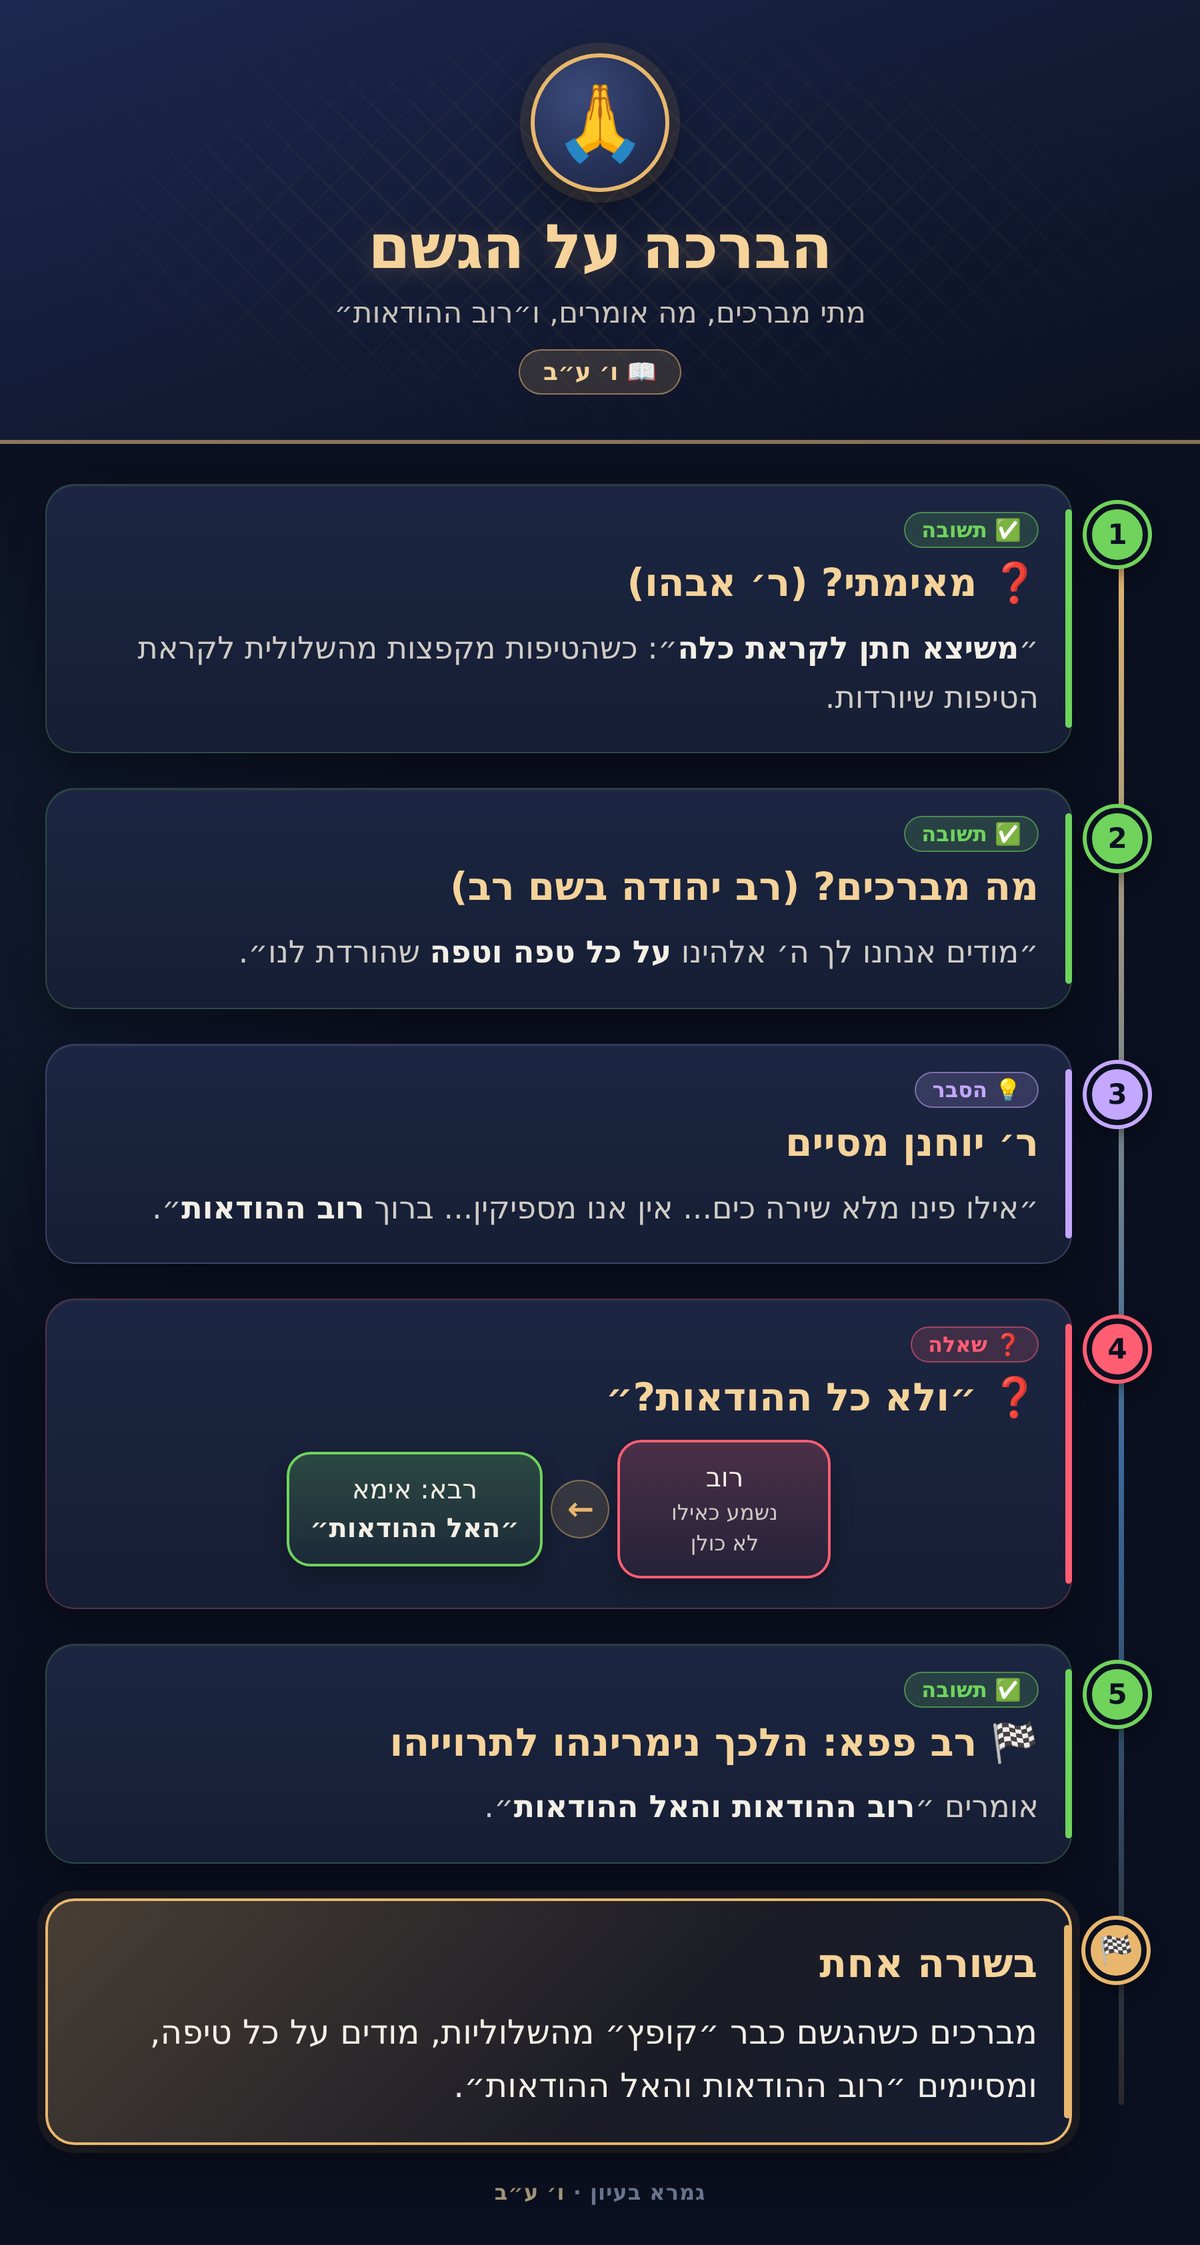 הברכה על הגשם
מתי מברכים, מה אומרים, ו״רוב ההודאות״
📖 ו׳ ע״ב
1
✅ תשובה
❓ מאימתי? (ר׳ אבהו)
״משיצא חתן לקראת כלה״: כשהטיפות מקפצות מהשלולית לקראת
הטיפות שיורדות.
2
✅ תשובה
מה מברכים? (רב יהודה בשם רב)
״מודים אנחנו לך ה׳ אלהינו על כל טפה וטפה שהורדת לנו״.
3
💡 הסבר
ר׳ יוחנן מסיים
״אילו פינו מלא שירה כים... אין אנו מספיקין... ברוך רוב ההודאות״.
4
❓ שאלה
❓ ״ולא כל ההודאות?״
רוב
נשמע כאילו
לא כולן
←
רבא: אימא
״האל ההודאות״
5
✅ תשובה
🏁 רב פפא: הלכך נימרינהו לתרוייהו
אומרים ״רוב ההודאות והאל ההודאות״.
🏁
בשורה אחת
מברכים כשהגשם כבר ״קופץ״ מהשלוליות, מודים על כל טיפה,
ומסיימים ״רוב ההודאות והאל ההודאות״.
גמרא בעיון · ו׳ ע״ב